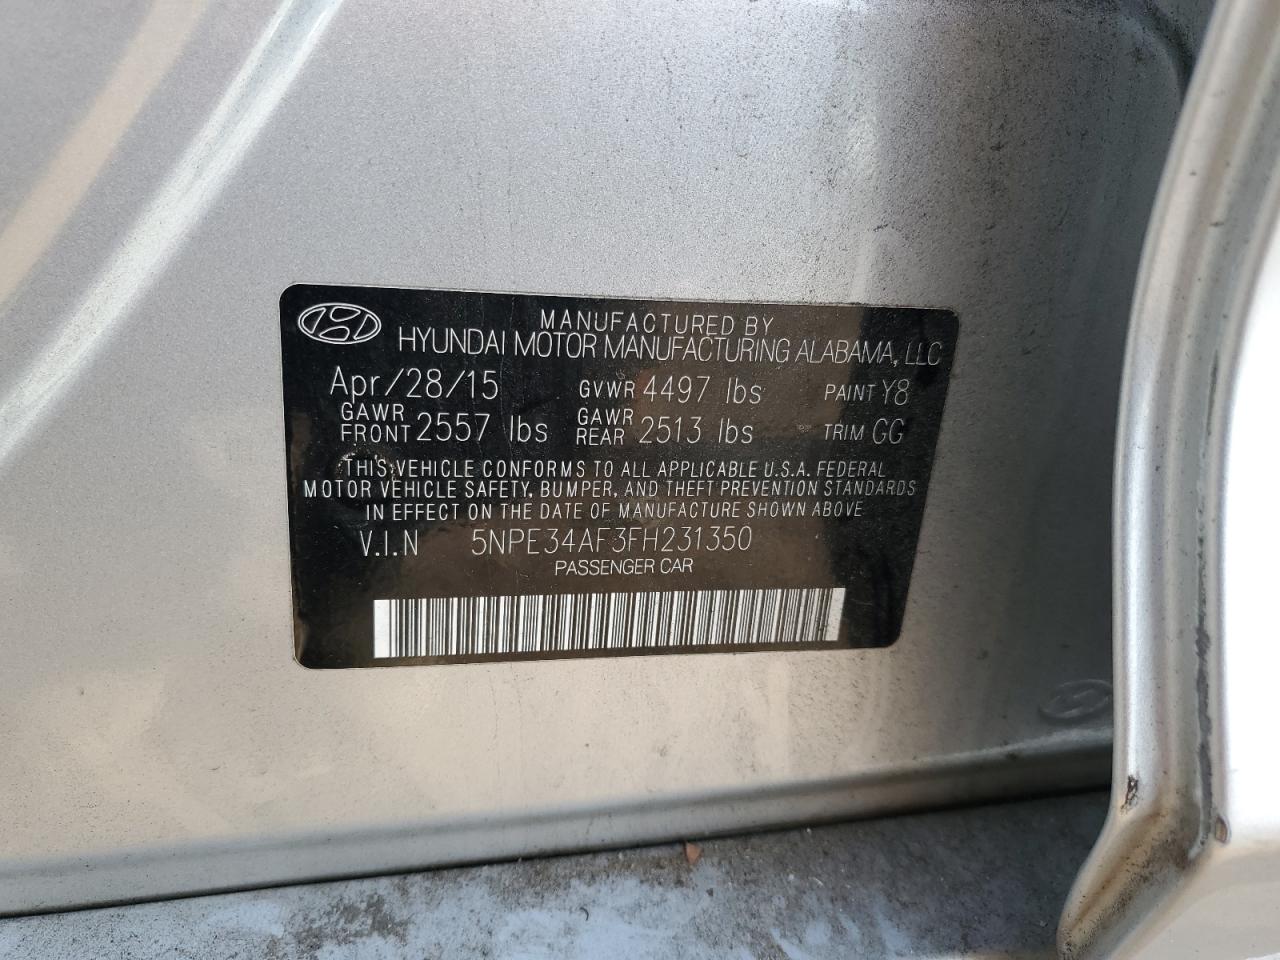 MANUFACTURED BY
HYUNDAI MOTOR MANUFACTURING ALABAMA, LLC
Apr/28/15 GVWR 4497 lbs PAINT Y8
GAWR FRONT 2557 lbs GAWR REAR 2513 lbs TRIM GG
THIS VEHICLE CONFORMS TO ALL APPLICABLE U.S.A. FEDERAL
MOTOR VEHICLE SAFETY, BUMPER, AND THEFT PREVENTION STANDARDS
IN EFFECT ON THE DATE OF MANUFACTURE SHOWN ABOVE
V.I.N 5NPE34AF3FH231350
PASSENGER CAR